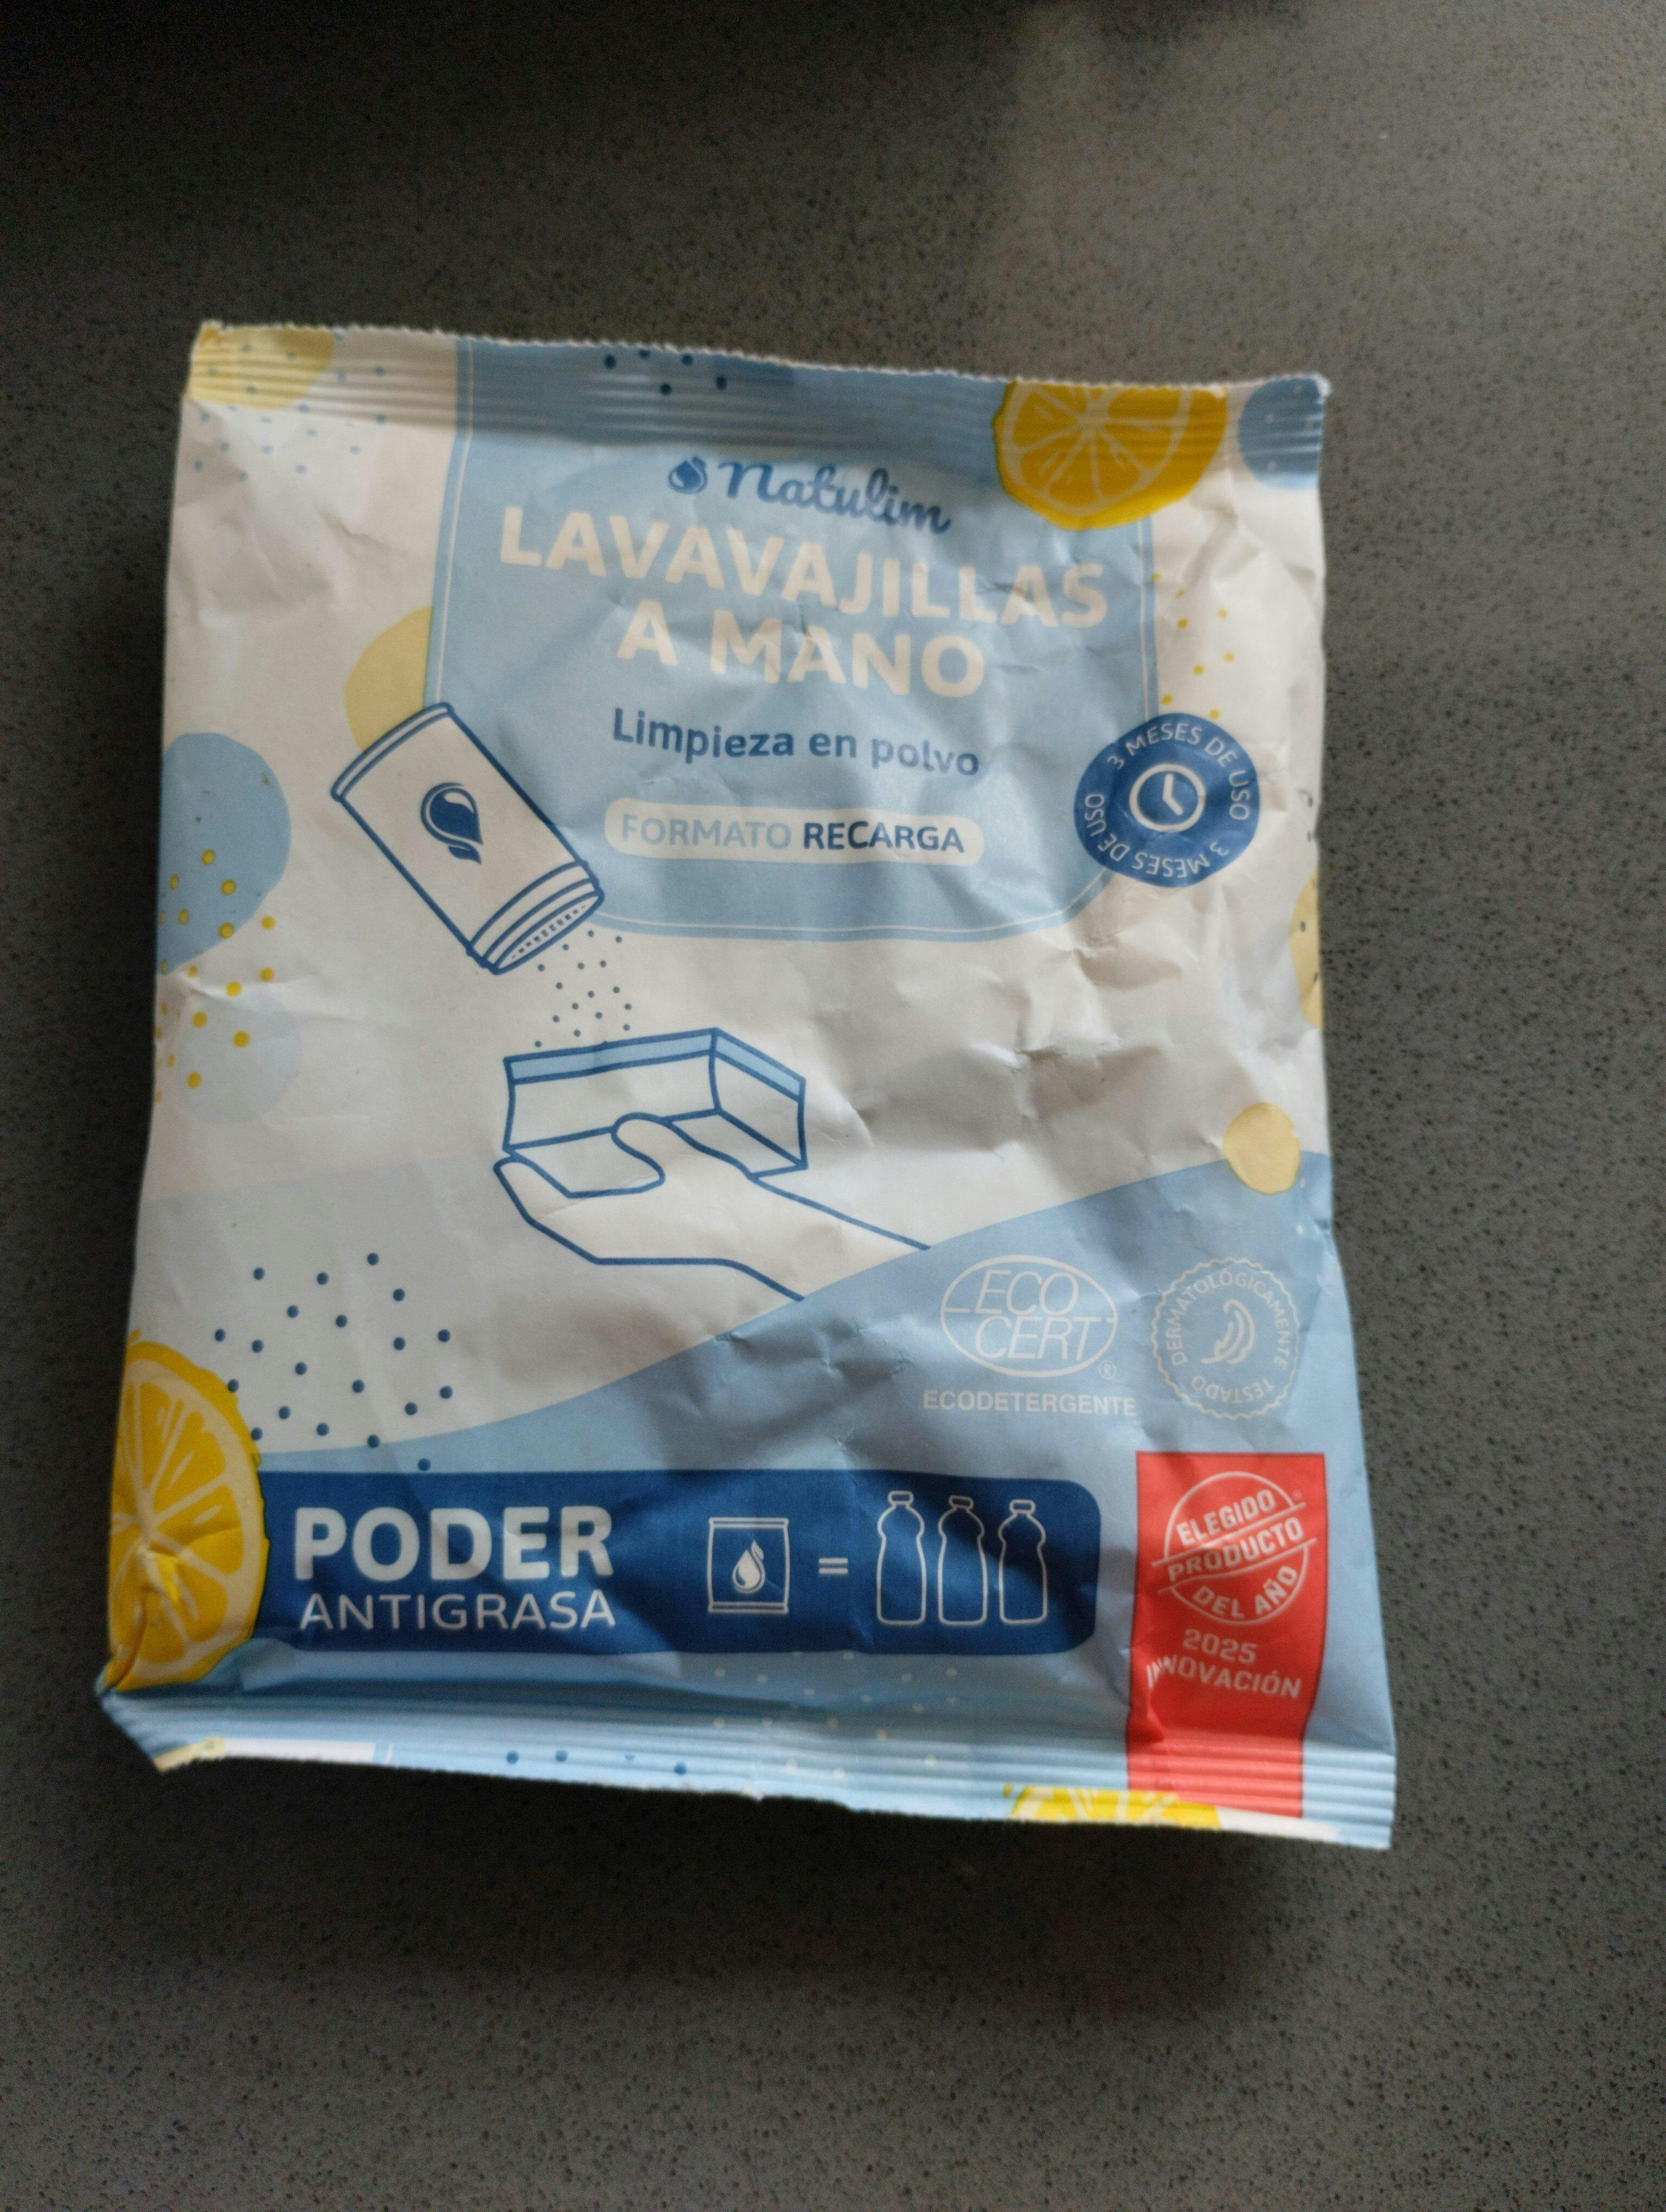 Natulim
LAVAVAJILLAS
A MANO
Limpieza en polvo
FORMATO RECARGA
3 MESES DE USO
3 MESES DE USO
ECO
CERT
®
ECODETERGENTE
DERMATOLÓGICAMENTE
TESTADO
PODER
ANTIGRASA
=
ELEGIDO
PRODUCTO
DEL AÑO
2025
INNOVACIÓN